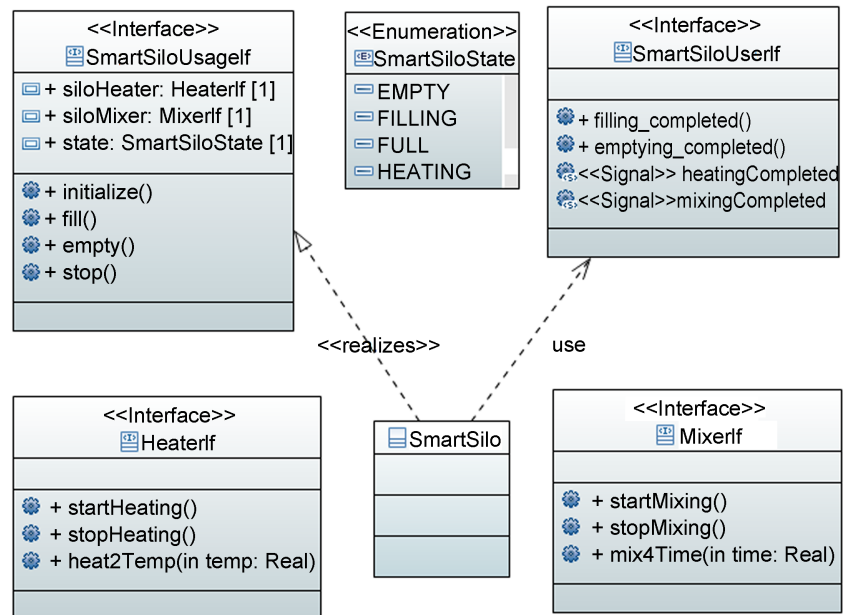 <<Interface>>
SmartSiloUsageIf
+ siloHeater: HeaterIf [1]
+ siloMixer: MixerIf [1]
+ state: SmartSiloState [1]
+ initialize()
+ fill()
+ empty()
+ stop()
<<Enumeration>>
SmartSiloState
EMPTY
FILLING
FULL
HEATING
<<Interface>>
SmartSiloUserIf
+ filling_completed()
+ emptying_completed()
<<Signal>> heatingCompleted
<<Signal>>mixingCompleted
<<realizes>>
use
<<Interface>>
HeaterIf
+ startHeating()
+ stopHeating()
+ heat2Temp(in temp: Real)
SmartSilo
<<Interface>>
MixerIf
+ startMixing()
+ stopMixing()
+ mix4Time(in time: Real)